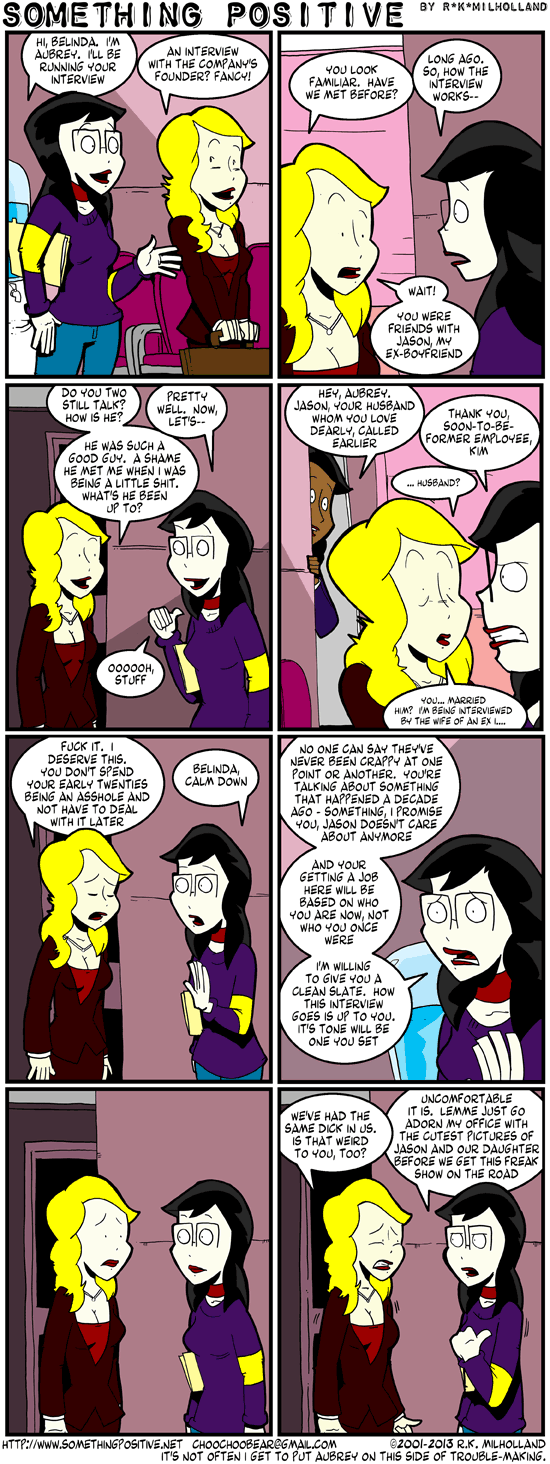 SOMETHING POSITIVE
BY R*K*MILHOLLAND
HI, BELINDA. I'M
AUBREY. I'LL BE
RUNNING YOUR
INTERVIEW
AN INTERVIEW
WITH THE COMPANY'S
FOUNDER? FANCY!
YOU LOOK
FAMILIAR. HAVE
WE MET BEFORE?
LONG AGO.
SO, HOW THE
INTERVIEW
WORKS--
WAIT!
YOU WERE
FRIENDS WITH
JASON, MY
EX-BOYFRIEND
DO YOU TWO
STILL TALK?
HOW IS HE?
PRETTY
WELL. NOW,
LET'S--
HE WAS SUCH A
GOOD GUY. A SHAME
HE MET ME WHEN I WAS
BEING A LITTLE SHIT.
WHAT'S HE BEEN
UP TO?
OOOOOH,
STUFF
HEY, AUBREY.
JASON, YOUR HUSBAND
WHOM YOU LOVE
DEARLY, CALLED
EARLIER
THANK YOU,
SOON-TO-BE-
FORMER EMPLOYEE,
KIM
... HUSBAND?
YOU... MARRIED
HIM? I'M BEING INTERVIEWED
BY THE WIFE OF AN EX I....
FUCK IT. I
DESERVE THIS.
YOU DON'T SPEND
YOUR EARLY TWENTIES
BEING AN ASSHOLE AND
NOT HAVE TO DEAL
WITH IT LATER
BELINDA,
CALM DOWN
NO ONE CAN SAY THEY'VE
NEVER BEEN CRAPPY AT ONE
POINT OR ANOTHER. YOU'RE
TALKING ABOUT SOMETHING
THAT HAPPENED A DECADE
AGO - SOMETHING, I PROMISE
YOU, JASON DOESN'T CARE
ABOUT ANYMORE
AND YOUR
GETTING A JOB
HERE WILL BE
BASED ON WHO
YOU ARE NOW, NOT
WHO YOU ONCE
WERE
I'M WILLING
TO GIVE YOU A
CLEAN SLATE. HOW
THIS INTERVIEW
GOES IS UP TO YOU.
IT'S TONE WILL BE
ONE YOU SET
WE'VE HAD THE
SAME DICK IN US.
IS THAT WEIRD
TO YOU, TOO?
UNCOMFORTABLE
IT IS. LEMME JUST GO
ADORN MY OFFICE WITH
THE CUTEST PICTURES OF
JASON AND OUR DAUGHTER
BEFORE WE GET THIS FREAK
SHOW ON THE ROAD
HTTP://WWW.SOMETHINGPOSITIVE.NET CHOOCHOOBEAR@GMAIL.COM ©2001-2013 R.K. MILHOLLAND
IT'S NOT OFTEN I GET TO PUT AUBREY ON THIS SIDE OF TROUBLE-MAKING.